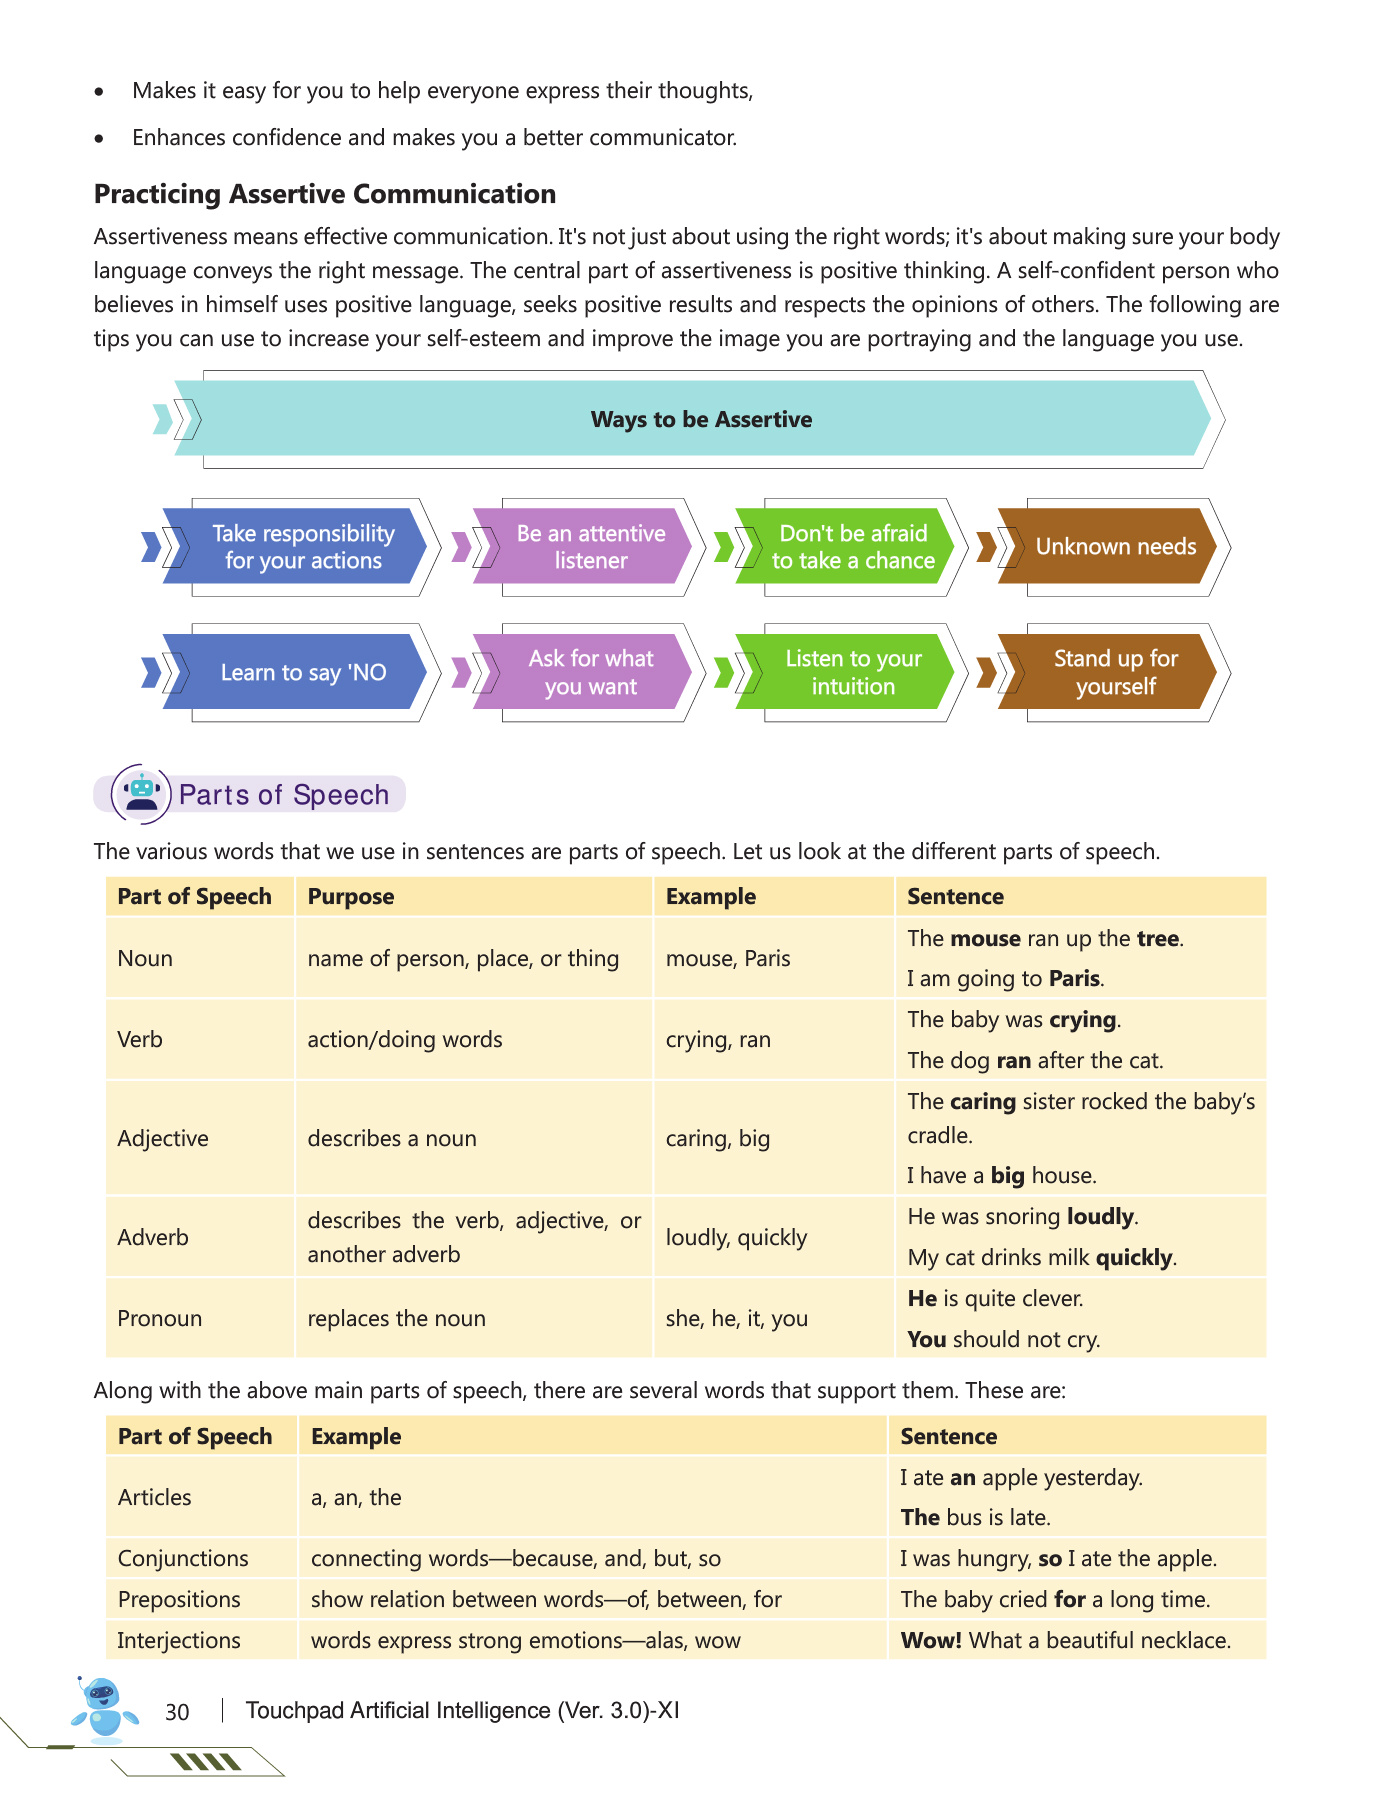 • Makes it easy for you to help everyone express their thoughts,
• Enhances confidence and makes you a better communicator.
Practicing Assertive Communication
Assertiveness means effective communication. It's not just about using the right words; it's about making sure your body
language conveys the right message. The central part of assertiveness is positive thinking. A self-confident person who
believes in himself uses positive language, seeks positive results and respects the opinions of others. The following are
tips you can use to increase your self-esteem and improve the image you are portraying and the language you use.
Ways to be Assertive
Take responsibility
for your actions
Be an attentive
listener
Don't be afraid
to take a chance
Unknown needs
Learn to say 'NO
Ask for what
you want
Listen to your
intuition
Stand up for
yourself
Parts of Speech
The various words that we use in sentences are parts of speech. Let us look at the different parts of speech.
Part of Speech Purpose Example Sentence
Noun name of person, place, or thing mouse, Paris The mouse ran up the tree.
I am going to Paris.
Verb action/doing words crying, ran The baby was crying.
The dog ran after the cat.
Adjective describes a noun caring, big The caring sister rocked the baby’s
cradle.
I have a big house.
Adverb describes the verb, adjective, or
another adverb loudly, quickly He was snoring loudly.
My cat drinks milk quickly.
Pronoun replaces the noun she, he, it, you He is quite clever.
You should not cry.
Along with the above main parts of speech, there are several words that support them. These are:
Part of Speech Example Sentence
Articles a, an, the I ate an apple yesterday.
The bus is late.
Conjunctions connecting words—because, and, but, so I was hungry, so I ate the apple.
Prepositions show relation between words—of, between, for The baby cried for a long time.
Interjections words express strong emotions—alas, wow Wow! What a beautiful necklace.
30 Touchpad Artificial Intelligence (Ver. 3.0)-XI